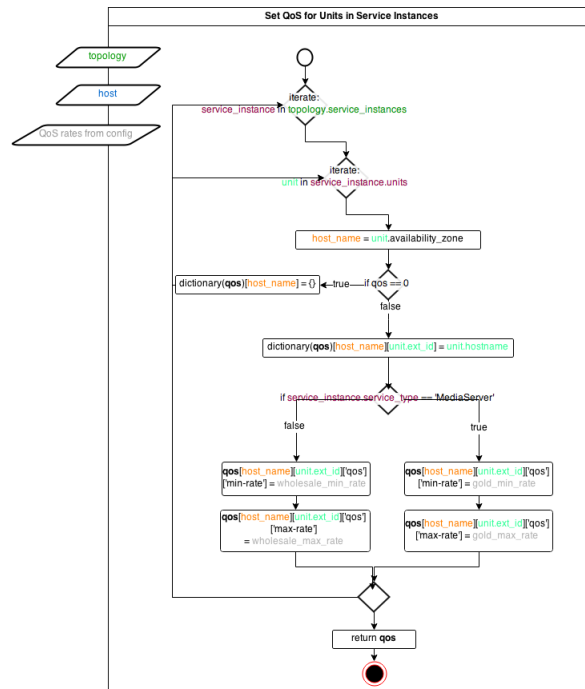 Set QoS for Units in Service Instances
topology
host
QoS rates from config
iterate:
service_instance in topology.service_instances
iterate:
unit in service_instance.units
host_name = unit.availability_zone
dictionary(qos)[host_name] = {}
true
if qos == 0
false
dictionary(qos)[host_name][unit.ext_id] = unit.hostname
if service_instance.service_type == 'MediaServer'
false
true
qos[host_name][unit.ext_id]['qos']
['min-rate'] = wholesale_min_rate
qos[host_name][unit.ext_id]['qos']
['min-rate'] = gold_min_rate
qos[host_name][unit.ext_id]['qos']
['max-rate']
= wholesale_max_rate
qos[host_name][unit.ext_id]['qos']
['max-rate'] = gold_max_rate
return qos